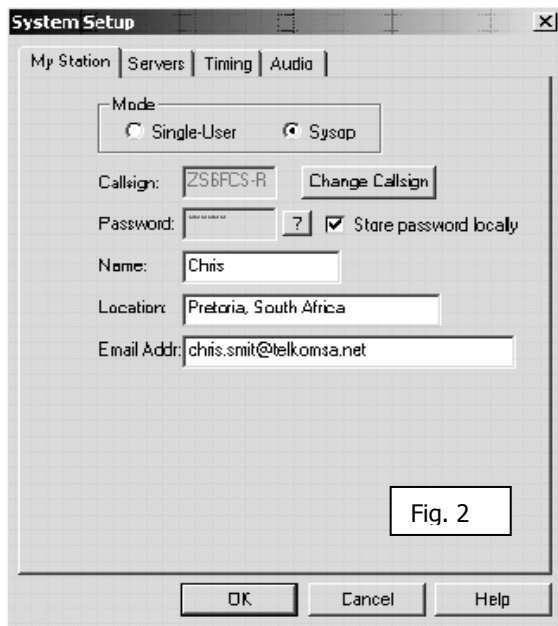 System Setup
My Station Servers Timing Audio
Mode
Single-User Sysop
Callsign: ZS6FCS-R Change Callsign
Password: ***** ? Store password locally
Name: Chris
Location: Pretoria, South Africa
Email Addr: chris.smit@telkomsa.net
Fig. 2
OK Cancel Help